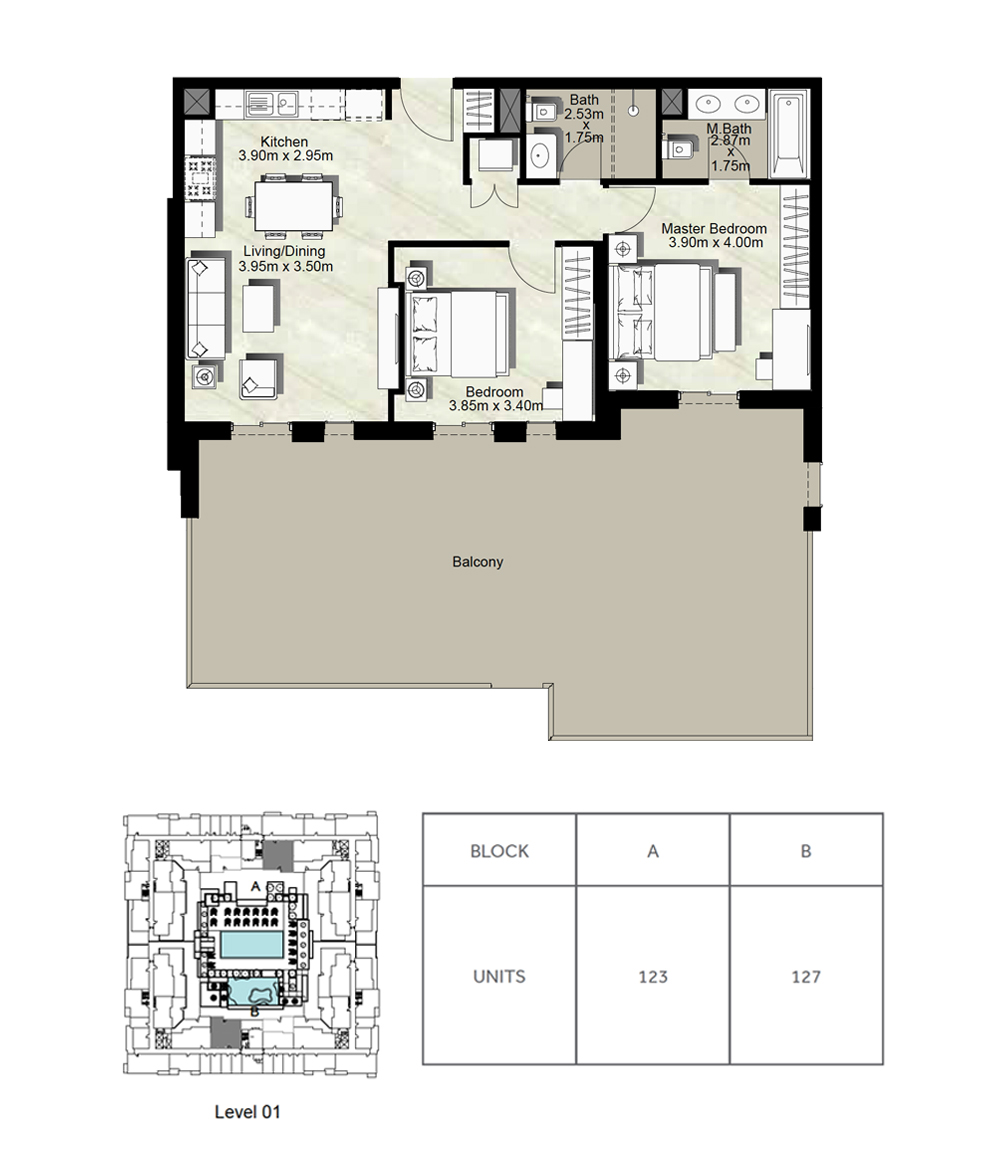 Kitchen
3.90m x 2.95m
Bath
2.53m
x
1.75m
M.Bath
2.87m
x
1.75m
Living/Dining
3.95m x 3.50m
Master Bedroom
3.90m x 4.00m
Bedroom
3.85m x 3.40m
Balcony
A
B
Level 01
BLOCK A B
UNITS 123 127